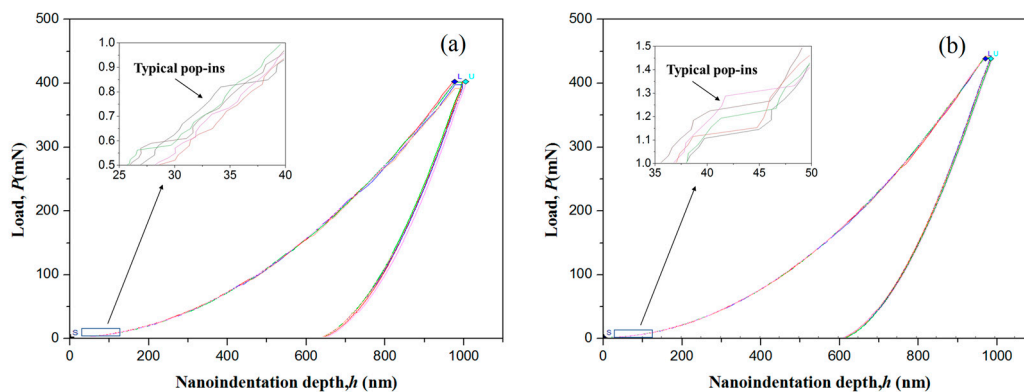 500
400
300
200
100
0
Load, P(mN)
0 200 400 600 800 1000
Nanoindentation depth,h (nm)
(a)
L U
S
Typical pop-ins
1.0
0.9
0.8
0.7
0.6
0.5
25 30 35 40
500
400
300
200
100
0
Load, P(mN)
0 200 400 600 800 1000
Nanoindentation depth,h (nm)
(b)
L U
S
Typical pop-ins
1.5
1.4
1.3
1.2
1.1
1.0
35 40 45 50